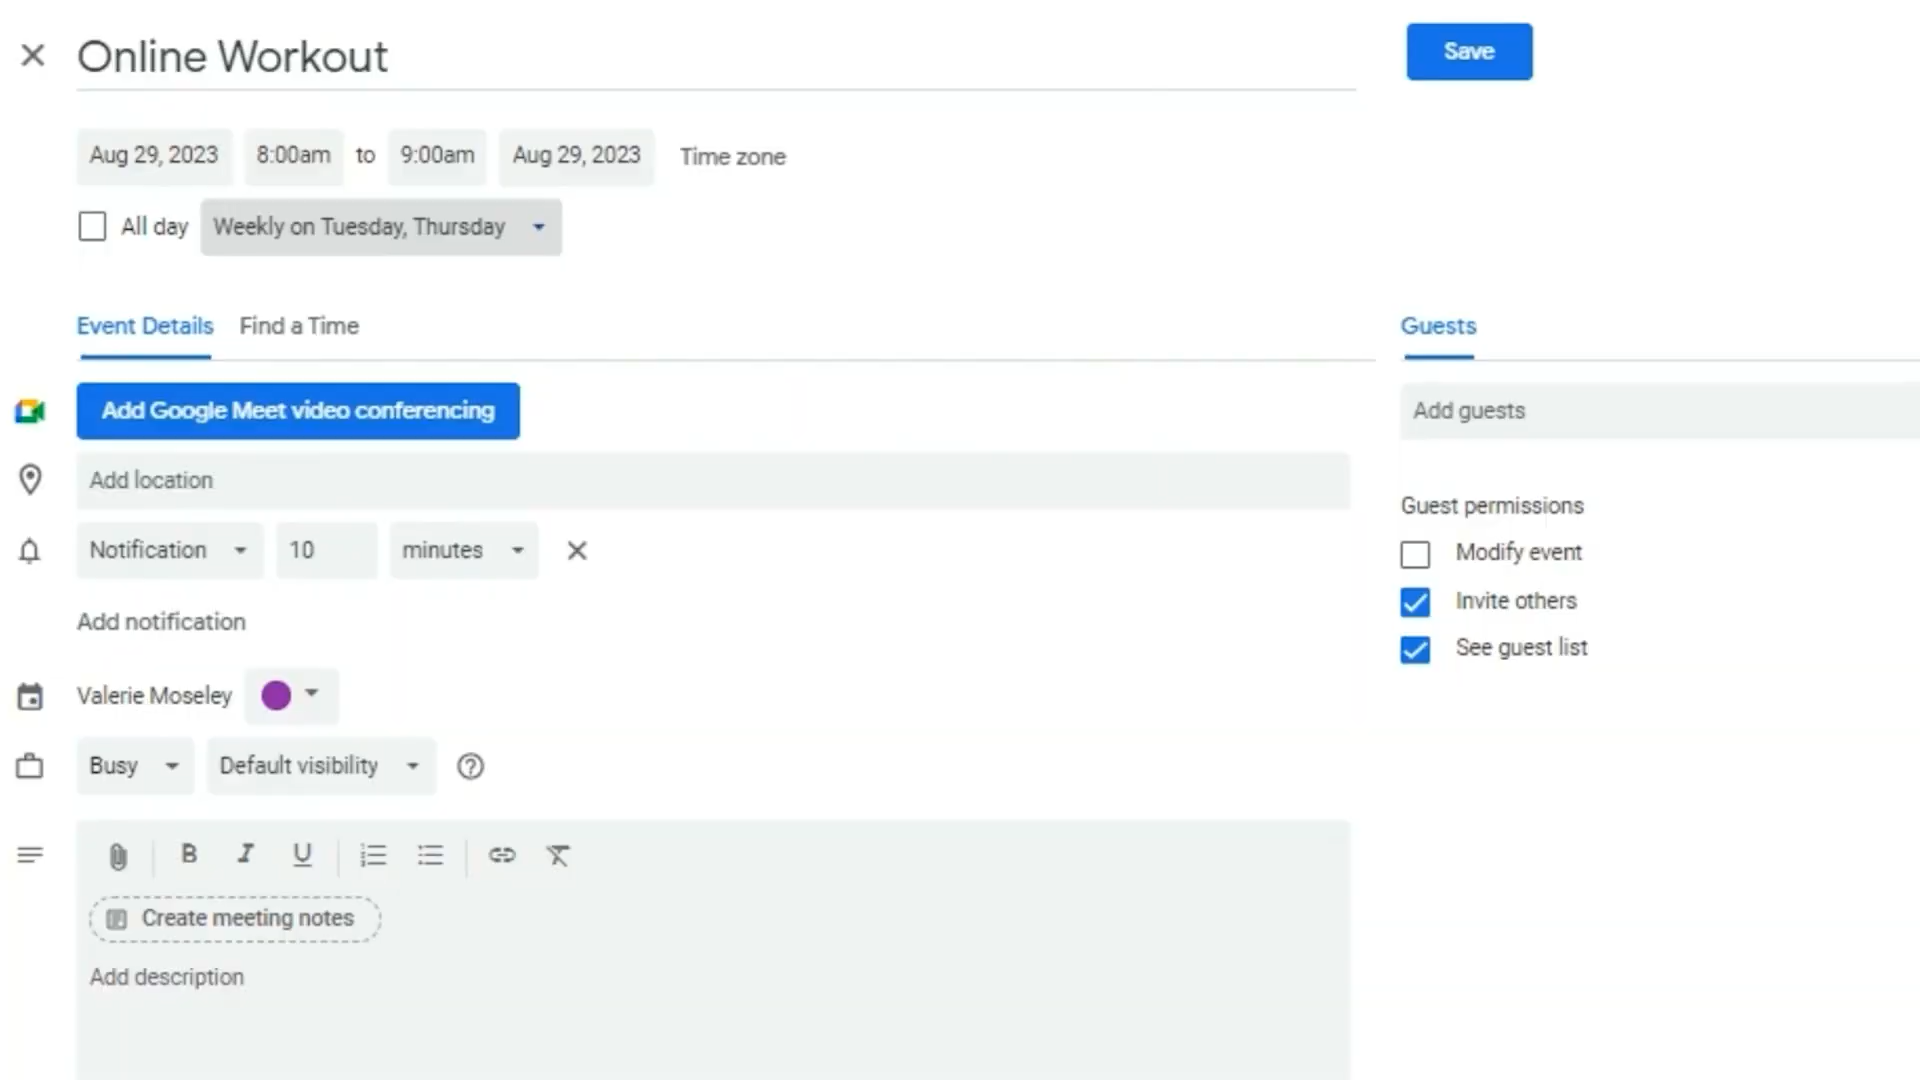 Online Workout
Save
Aug 29, 2023 8:00am to 9:00am Aug 29, 2023 Time zone
All day Weekly on Tuesday, Thursday
Event Details Find a Time
Guests
Add Google Meet video conferencing
Add guests
Add location
Guest permissions
Notification 10 minutes
Modify event
Invite others
Add notification
See guest list
Valerie Moseley
Busy Default visibility
B I U
Create meeting notes
Add description